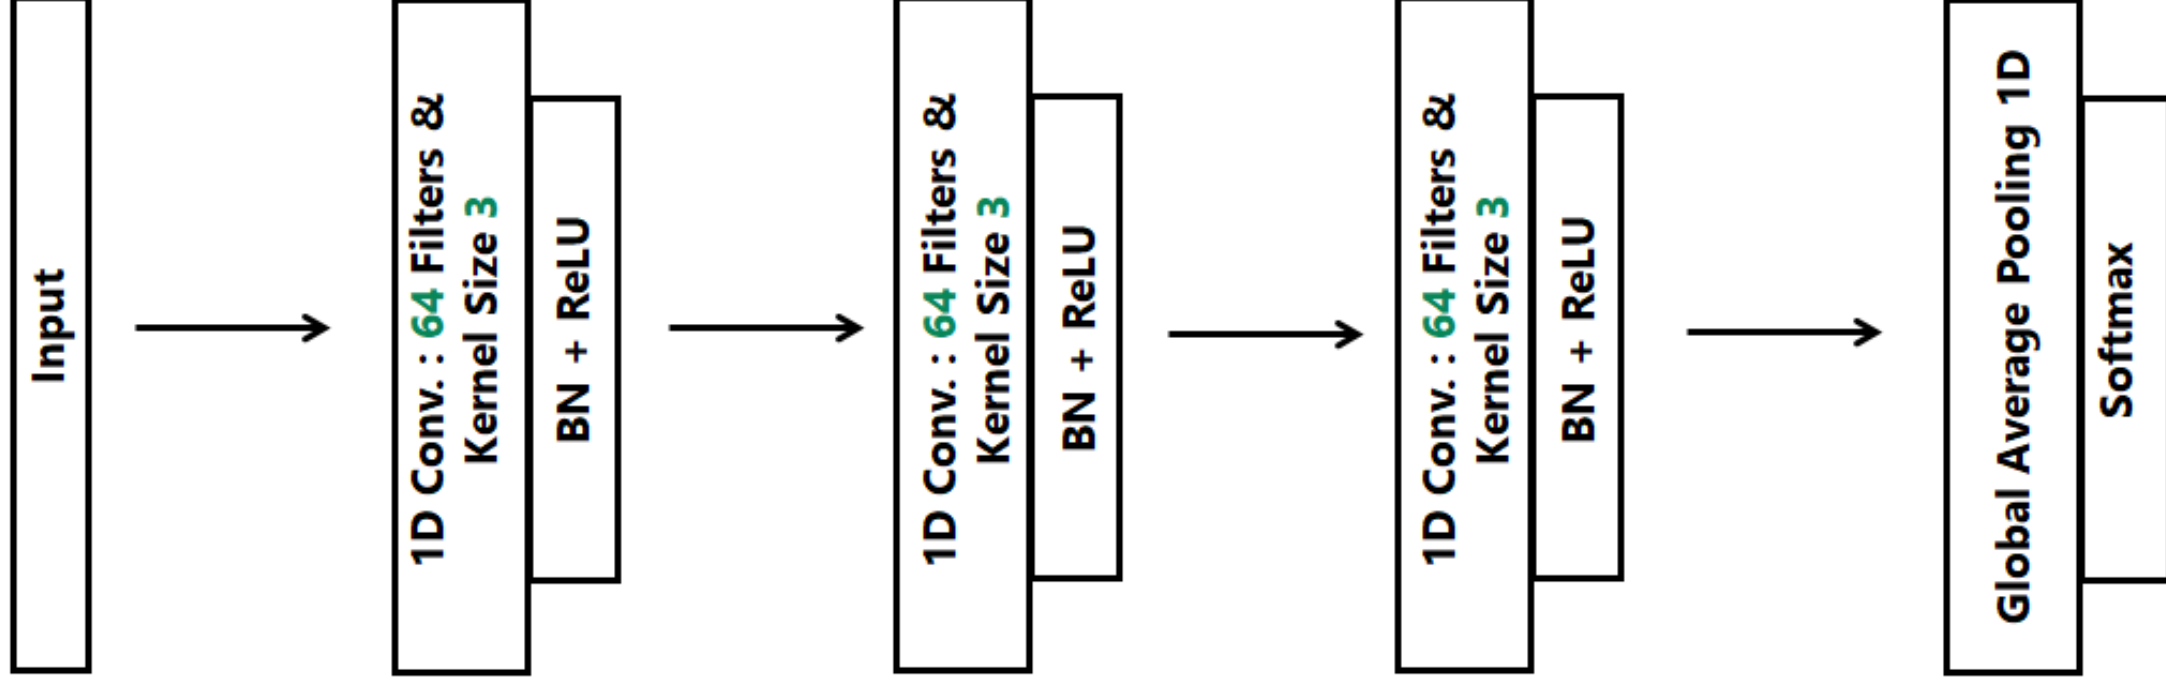 Input
1D Conv. : 64 Filters &
Kernel Size 3
BN + ReLU
1D Conv. : 64 Filters &
Kernel Size 3
BN + ReLU
1D Conv. : 64 Filters &
Kernel Size 3
BN + ReLU
Global Average Pooling 1D
Softmax